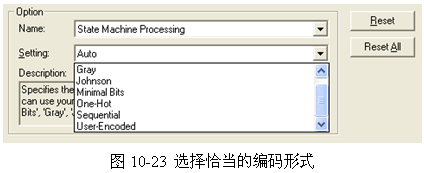 Option
Name:
State Machine Processing
Reset
Setting:
Auto
Reset All
Description:
Gray
Johnson
Minimal Bits
One-Hot
Sequential
User-Encoded
Specifies the
can use your
Bits', 'Gray',
图 10-23 选择恰当的编码形式